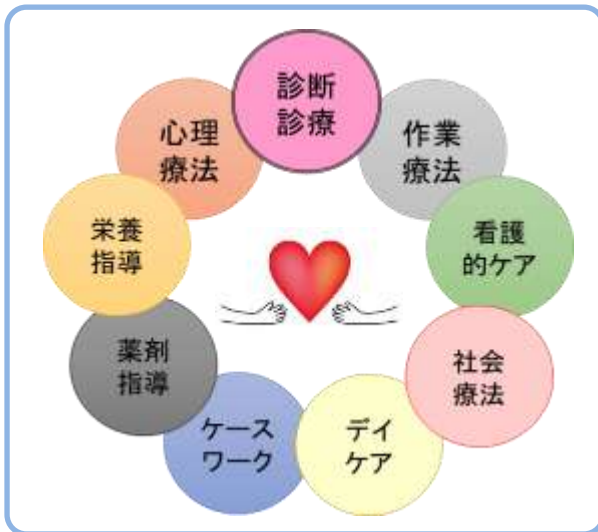 診断
診療
作業
療法
看護
的ケア
社会
療法
デイ
ケア
ケース
ワーク
薬剤
指導
栄養
指導
心理
療法